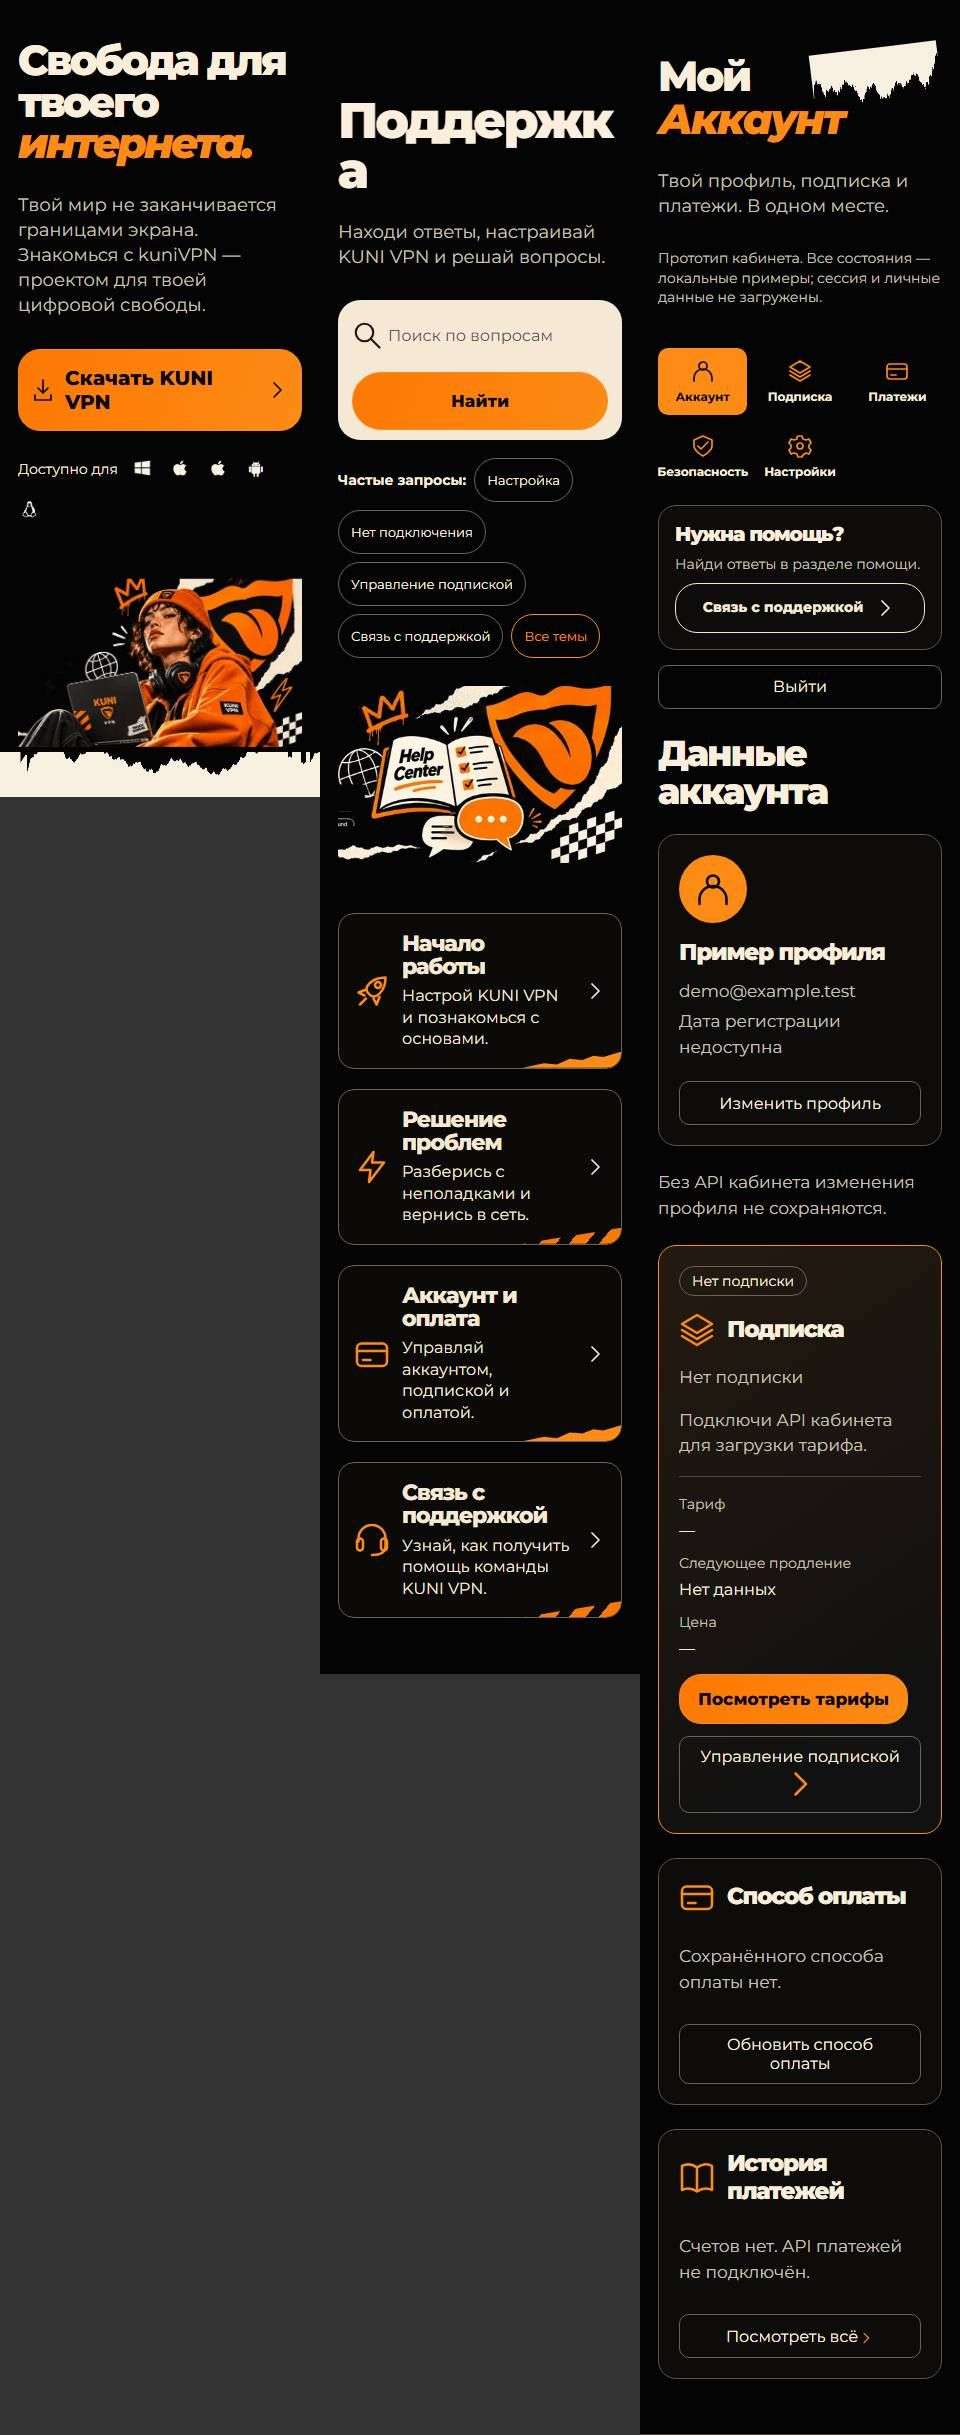 Свобода для
твоего
интернета.
Твой мир не заканчивается
границами экрана.
Знакомься с kuniVPN —
проектом для твоей
цифровой свободы.
Скачать KUNI
VPN
Доступно для
KUNI
VPN
KUNI
VPN
Поддержк
а
Находи ответы, настраивай
KUNI VPN и решай вопросы.
Поиск по вопросам
Найти
Частые запросы:
Настройка
Нет подключения
Управление подпиской
Связь с поддержкой
Все темы
Help
Center
Начало
работы
Настрой KUNI VPN
и познакомься с
основами.
Решение
проблем
Разберись с
неполадками и
вернись в сеть.
Аккаунт и
оплата
Управляй
аккаунтом,
подпиской и
оплатой.
Связь с
поддержкой
Узнай, как получить
помощь команды
KUNI VPN.
Мой
Аккаунт
Твой профиль, подписка и
платежи. В одном месте.
Прототип кабинета. Все состояния —
локальные примеры; сессия и личные
данные не загружены.
Аккаунт
Подписка
Платежи
Безопасность
Настройки
Нужна помощь?
Найди ответы в разделе помощи.
Связь с поддержкой
Выйти
Данные
аккаунта
Пример профиля
demo@example.test
Дата регистрации
недоступна
Изменить профиль
Без API кабинета изменения
профиля не сохраняются.
Нет подписки
Подписка
Нет подписки
Подключи API кабинета
для загрузки тарифа.
Тариф
—
Следующее продление
Нет данных
Цена
—
Посмотреть тарифы
Управление подпиской
Способ оплаты
Сохранённого способа
оплаты нет.
Обновить способ
оплаты
История
платежей
Счетов нет. API платежей
не подключён.
Посмотреть всё